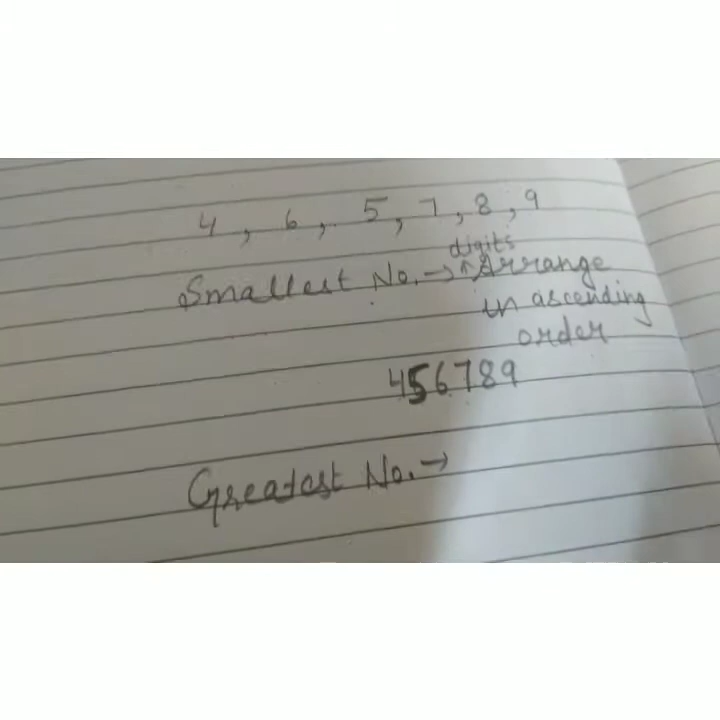 4, 6, 5, 7, 8, 9
Smallest No. → digits Arrange
in ascending
order
456789
Greatest No. →